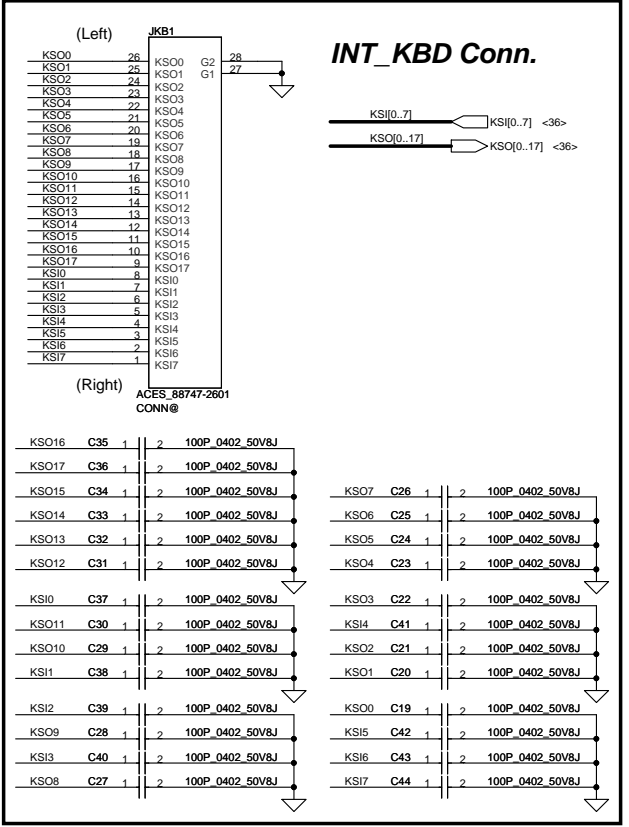 (Left)
JKB1
INT_KBD Conn.
KSO0 26 KSO0 G2 28
KSO1 25 KSO1 G1 27
KSO2 24 KSO2
KSO3 23 KSO3
KSO4 22 KSO4
KSO5 21 KSO5
KSO6 20 KSO6
KSO7 19 KSO7
KSO8 18 KSO8
KSO9 17 KSO9
KSO10 16 KSO10
KSO11 15 KSO11
KSO12 14 KSO12
KSO13 13 KSO13
KSO14 12 KSO14
KSO15 11 KSO15
KSO16 10 KSO16
KSO17 9 KSO17
KSI0 8 KSI0
KSI1 7 KSI1
KSI2 6 KSI2
KSI3 5 KSI3
KSI4 4 KSI4
KSI5 3 KSI5
KSI6 2 KSI6
KSI7 1 KSI7
(Right)
ACES_88747-2601
CONN@
KSI[0..7] KSI[0..7] <36>
KSO[0..17] KSO[0..17] <36>
KSO16 C35 1 2 100P_0402_50V8J
KSO17 C36 1 2 100P_0402_50V8J
KSO15 C34 1 2 100P_0402_50V8J
KSO14 C33 1 2 100P_0402_50V8J
KSO13 C32 1 2 100P_0402_50V8J
KSO12 C31 1 2 100P_0402_50V8J
KSI0 C37 1 2 100P_0402_50V8J
KSO11 C30 1 2 100P_0402_50V8J
KSO10 C29 1 2 100P_0402_50V8J
KSI1 C38 1 2 100P_0402_50V8J
KSI2 C39 1 2 100P_0402_50V8J
KSO9 C28 1 2 100P_0402_50V8J
KSI3 C40 1 2 100P_0402_50V8J
KSO8 C27 1 2 100P_0402_50V8J
KSO7 C26 1 2 100P_0402_50V8J
KSO6 C25 1 2 100P_0402_50V8J
KSO5 C24 1 2 100P_0402_50V8J
KSO4 C23 1 2 100P_0402_50V8J
KSO3 C22 1 2 100P_0402_50V8J
KSI4 C41 1 2 100P_0402_50V8J
KSO2 C21 1 2 100P_0402_50V8J
KSO1 C20 1 2 100P_0402_50V8J
KSO0 C19 1 2 100P_0402_50V8J
KSI5 C42 1 2 100P_0402_50V8J
KSI6 C43 1 2 100P_0402_50V8J
KSI7 C44 1 2 100P_0402_50V8J